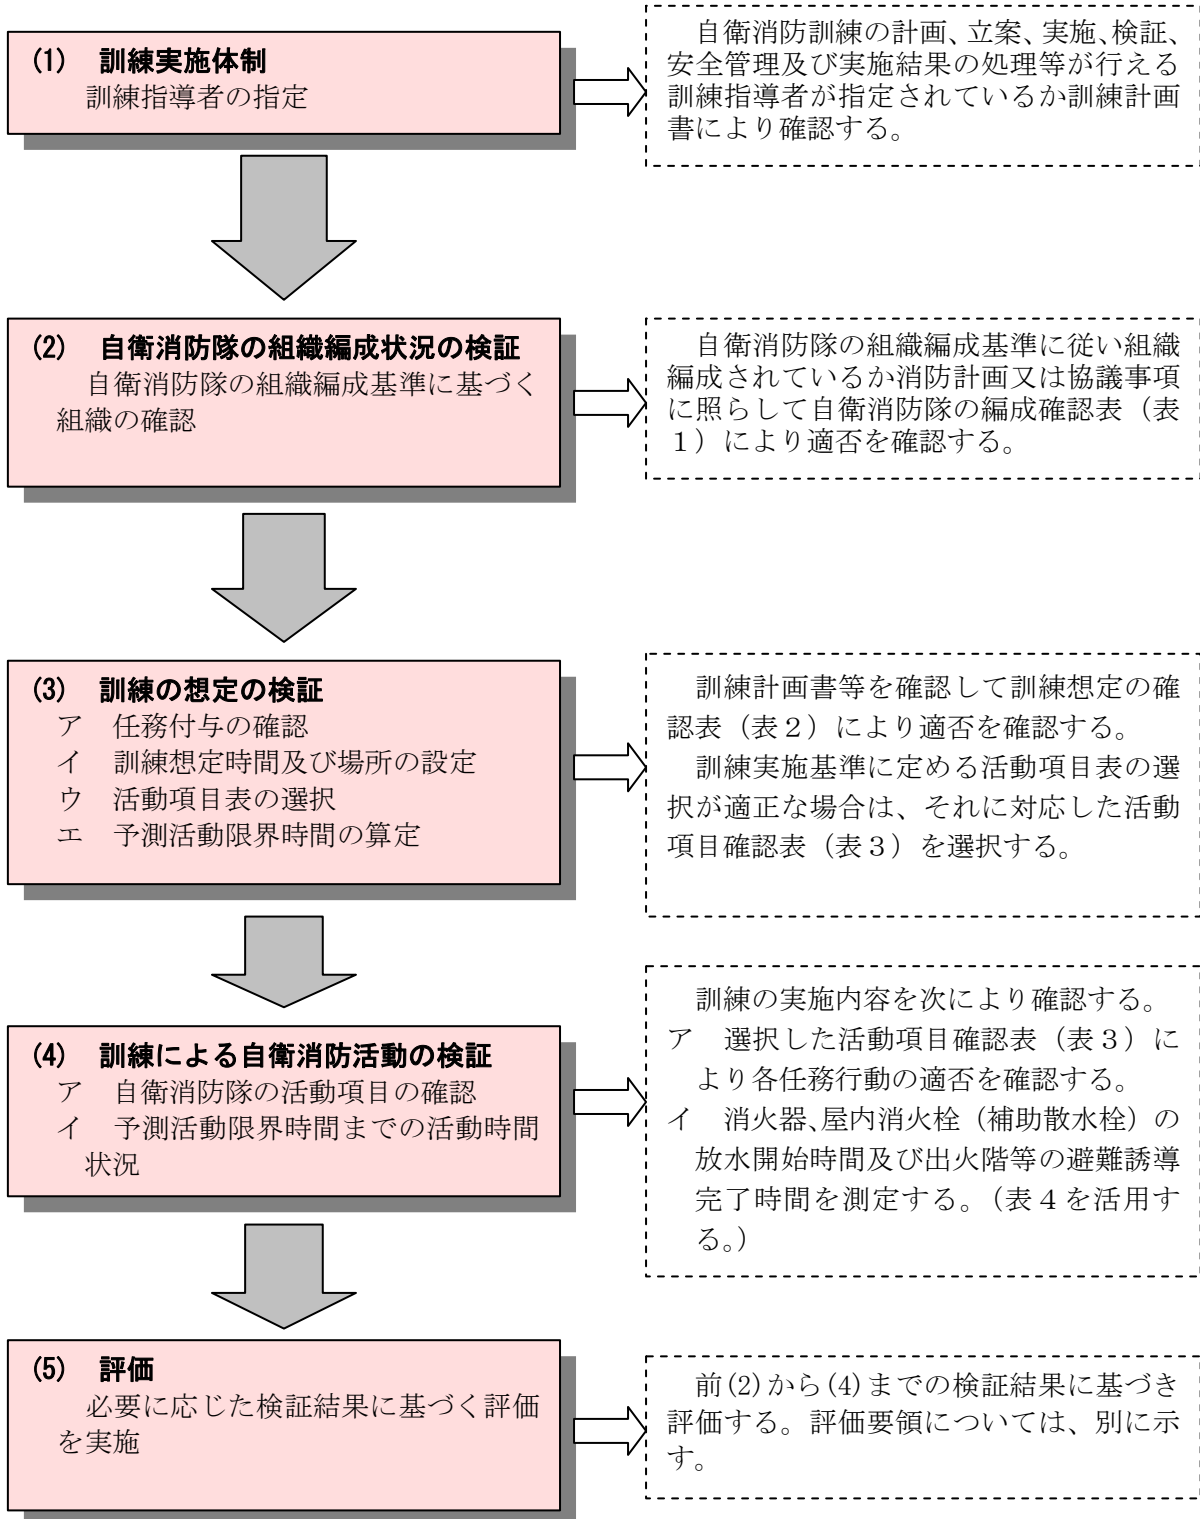 (1) 訓練実施体制
訓練指導者の指定
自衛消防訓練の計画、立案、実施、検証、
安全管理及び実施結果の処理等が行える
訓練指導者が指定されているか訓練計画
書により確認する。
(2) 自衛消防隊の組織編成状況の検証
自衛消防隊の組織編成基準に基づく
組織の確認
自衛消防隊の組織編成基準に従い組織
編成されているか消防計画又は協議事項
に照らして自衛消防隊の編成確認表（表
１）により適否を確認する。
(3) 訓練の想定の検証
ア 任務付与の確認
イ 訓練想定時間及び場所の設定
ウ 活動項目表の選択
エ 予測活動限界時間の算定
訓練計画書等を確認して訓練想定の確
認表（表２）により適否を確認する。
訓練実施基準に定める活動項目表の選
択が適正な場合は、それに対応した活動
項目確認表（表３）を選択する。
(4) 訓練による自衛消防活動の検証
ア 自衛消防隊の活動項目の確認
イ 予測活動限界時間までの活動時間
状況
訓練の実施内容を次により確認する。
ア 選択した活動項目確認表（表３）に
より各任務行動の適否を確認する。
イ 消火器、屋内消火栓（補助散水栓）の
放水開始時間及び出火階等の避難誘導
完了時間を測定する。（表４を活用す
る。）
(5) 評価
必要に応じた検証結果に基づく評価
を実施
前(2)から(4)までの検証結果に基づき
評価する。評価要領については、別に示
す。